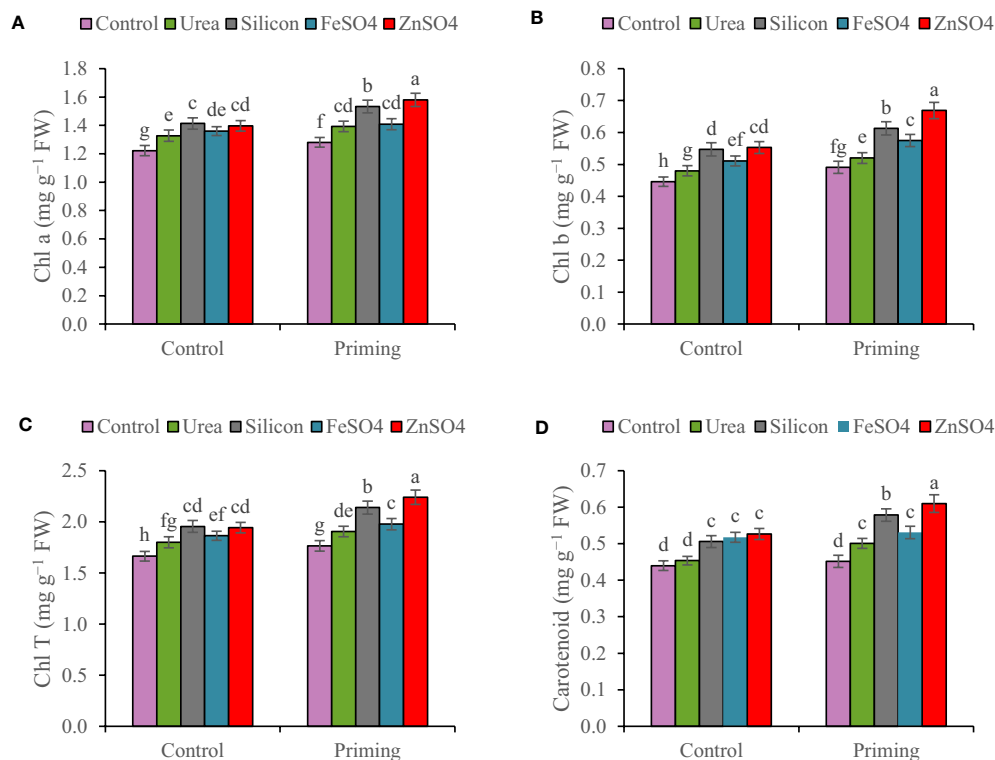 A
Control Urea Silicon FeSO4 ZnSO4
Chl a (mg g⁻¹ FW)
1.8
1.6
1.4
1.2
1.0
0.8
0.6
0.4
0.2
0.0
g e c de cd
f cd b cd a
Control Priming
B
Control Urea Silicon FeSO4 ZnSO4
Chl b (mg g⁻¹ FW)
0.8
0.7
0.6
0.5
0.4
0.3
0.2
0.1
0.0
h g d ef cd
fg e b c a
Control Priming
C
Control Urea Silicon FeSO4 ZnSO4
Chl T (mg g⁻¹ FW)
2.5
2.0
1.5
1.0
0.5
0.0
h fg cd ef cd
g de b c a
Control Priming
D
Control Urea Silicon FeSO4 ZnSO4
Carotenoid (mg g⁻¹ FW)
0.7
0.6
0.5
0.4
0.3
0.2
0.1
0.0
d d c c c
d c b c a
Control Priming